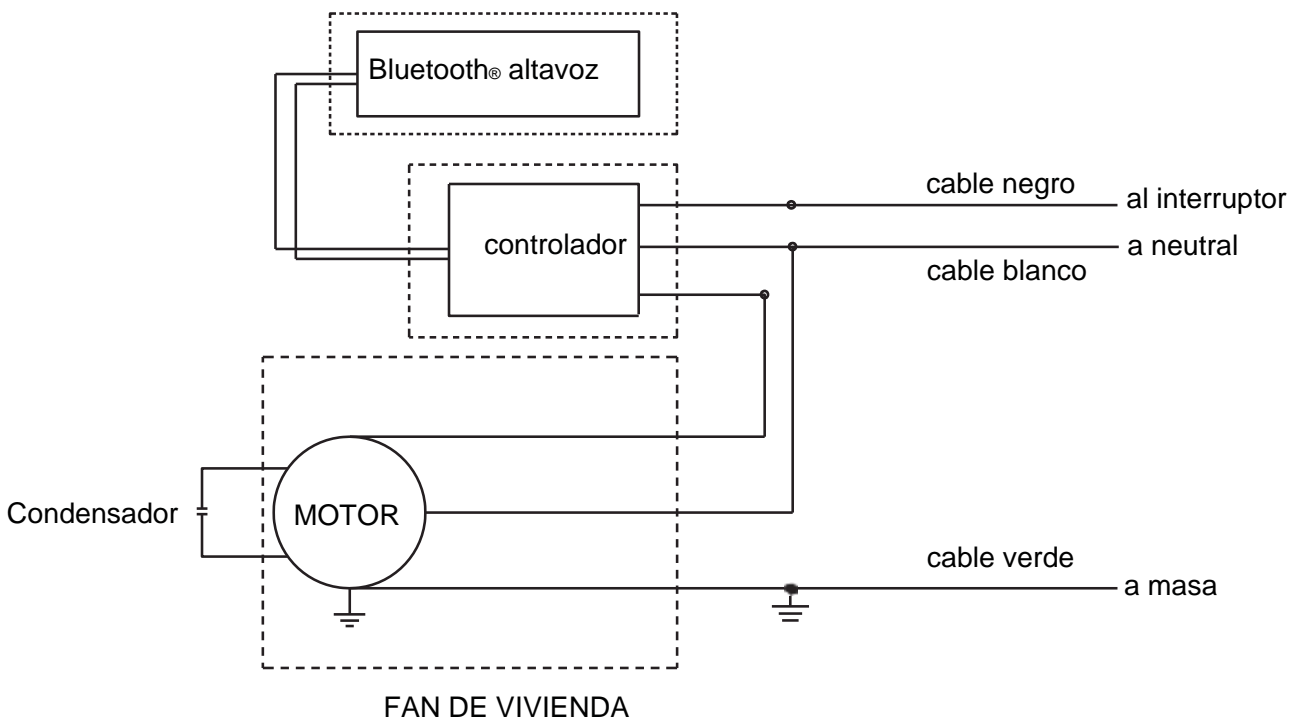 Bluetooth® altavoz
cable negro
al interruptor
controlador
a neutral
cable blanco
Condensador
MOTOR
cable verde
a masa
FAN DE VIVIENDA